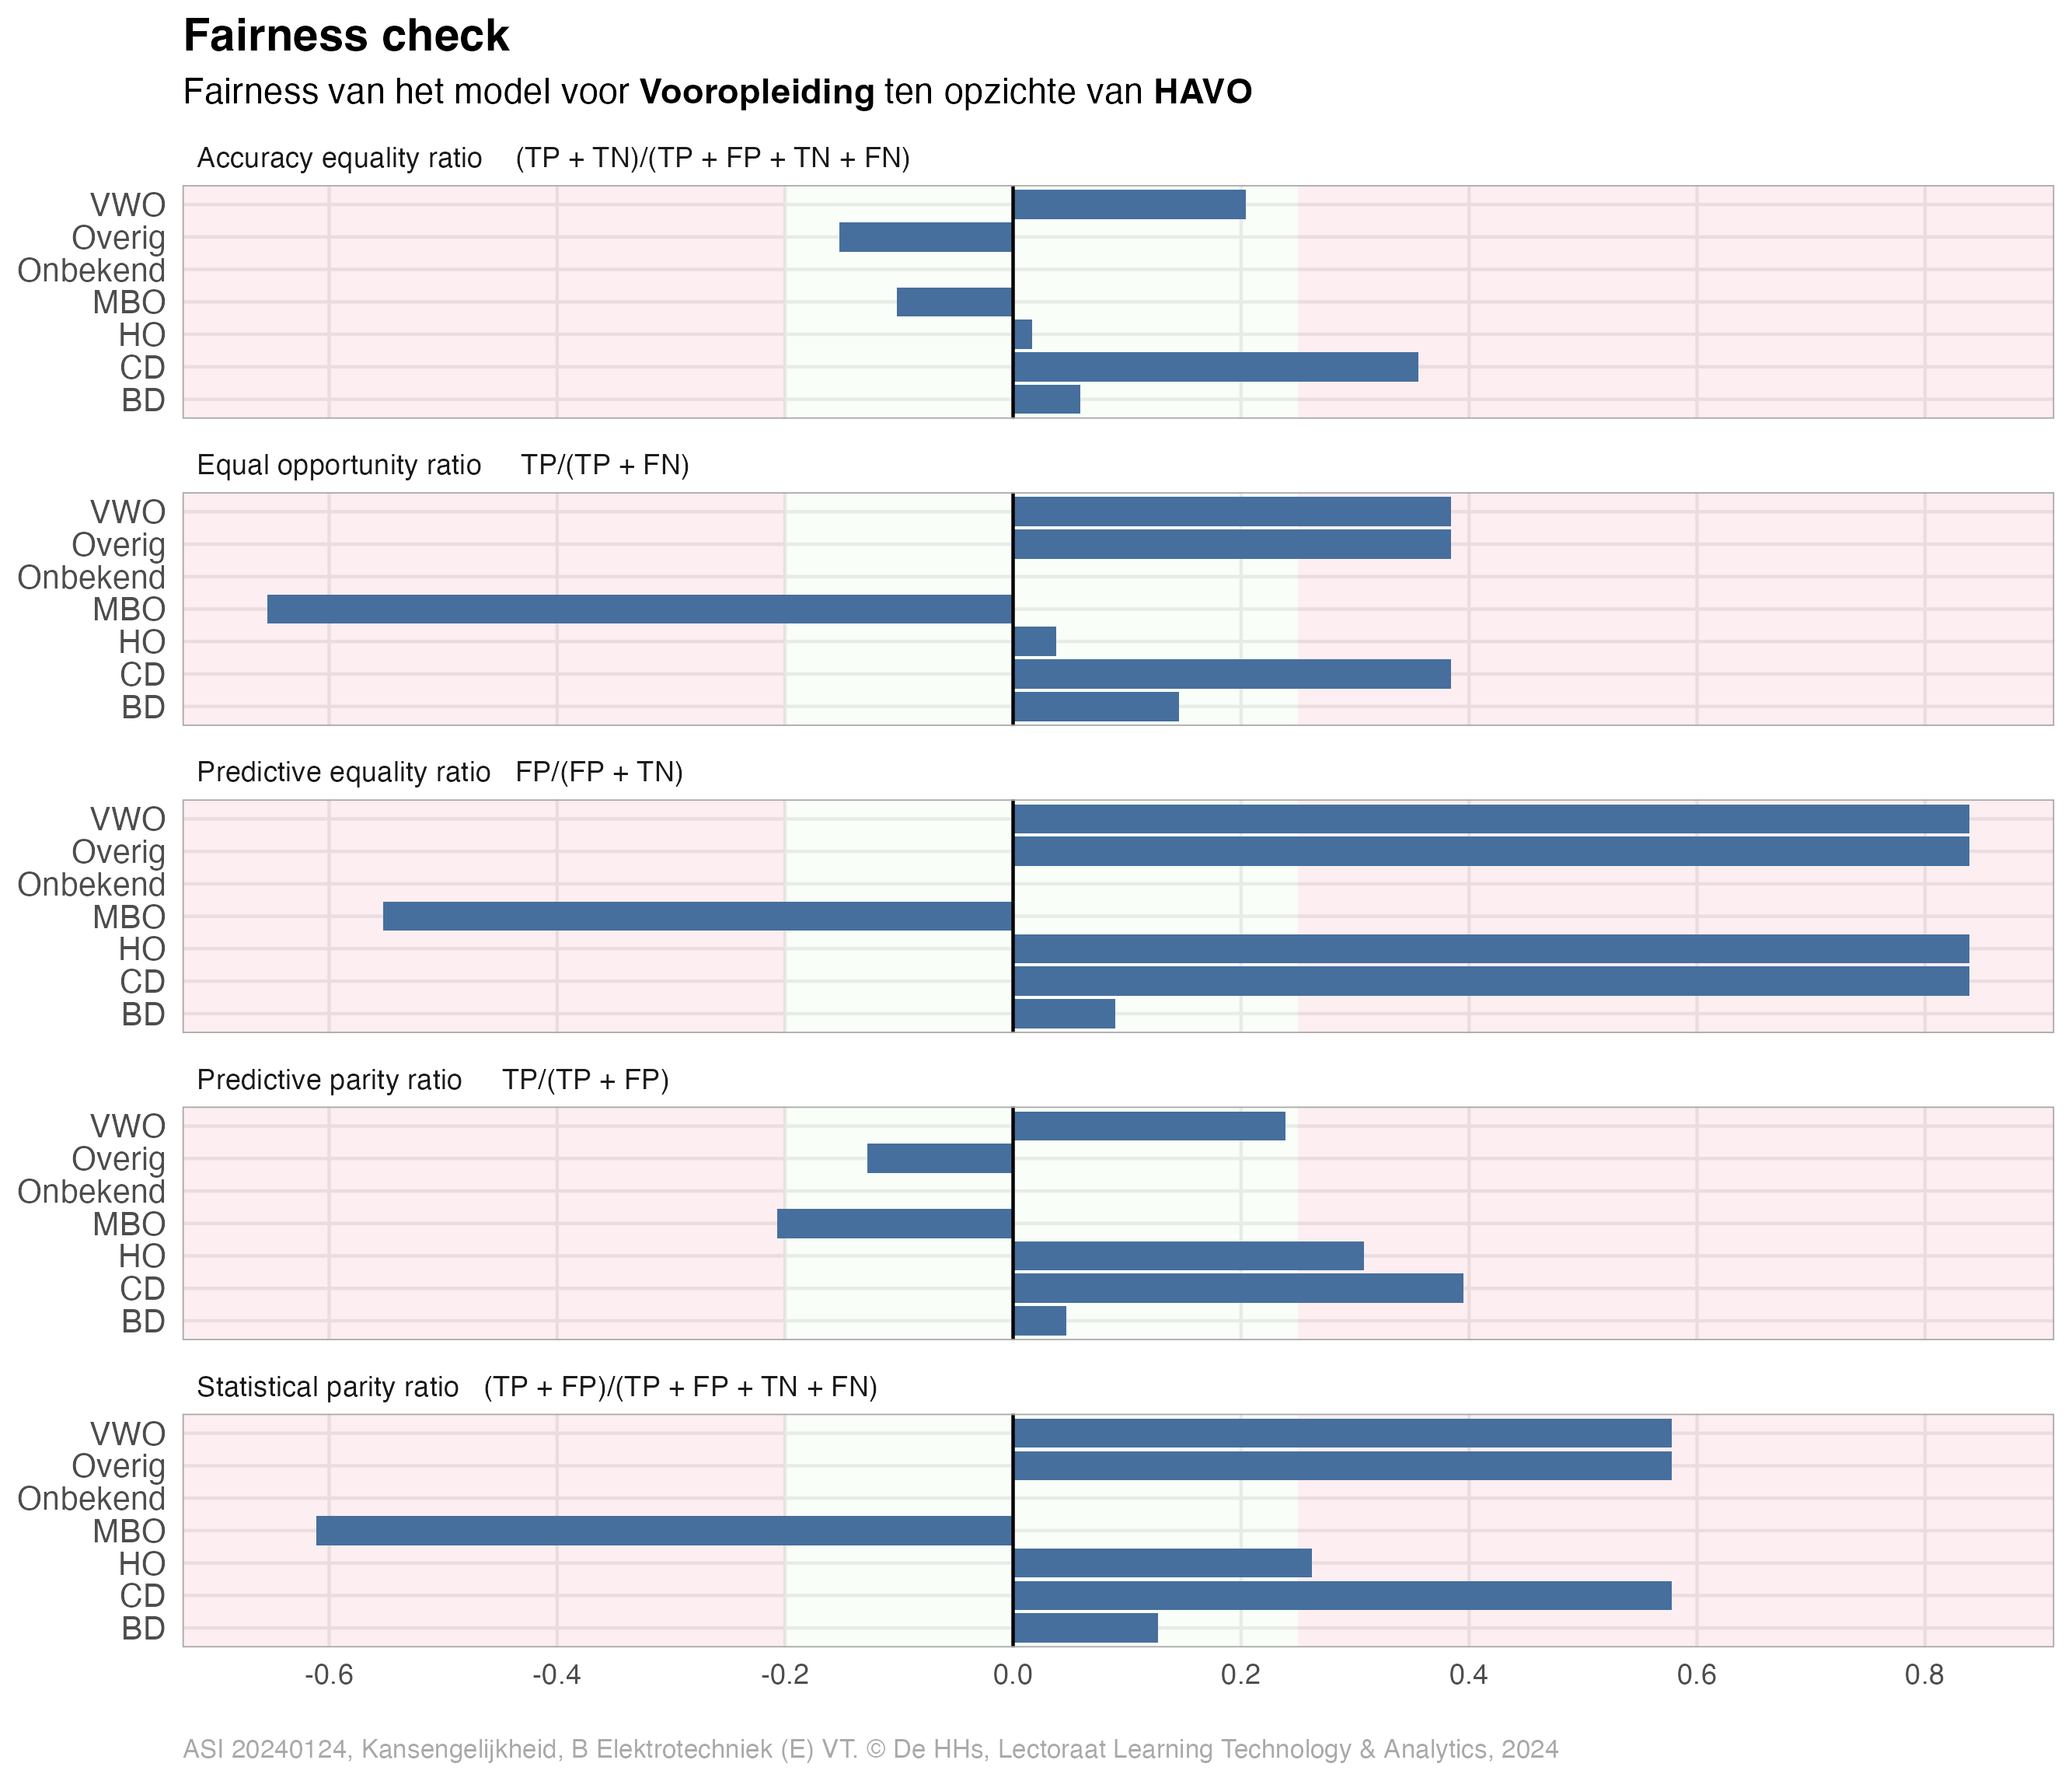 Fairness check
Fairness van het model voor Vooropleiding ten opzichte van HAVO
Accuracy equality ratio (TP + TN)/(TP + FP + TN + FN)
VWO
Overig
Onbekend
MBO
HO
CD
BD
Equal opportunity ratio TP/(TP + FN)
VWO
Overig
Onbekend
MBO
HO
CD
BD
Predictive equality ratio FP/(FP + TN)
VWO
Overig
Onbekend
MBO
HO
CD
BD
Predictive parity ratio TP/(TP + FP)
VWO
Overig
Onbekend
MBO
HO
CD
BD
Statistical parity ratio (TP + FP)/(TP + FP + TN + FN)
VWO
Overig
Onbekend
MBO
HO
CD
BD
-0.6 -0.4 -0.2 0.0 0.2 0.4 0.6 0.8
ASI 20240124, Kansengelijkheid, B Elektrotechniek (E) VT. © De HHs, Lectoraat Learning Technology & Analytics, 2024